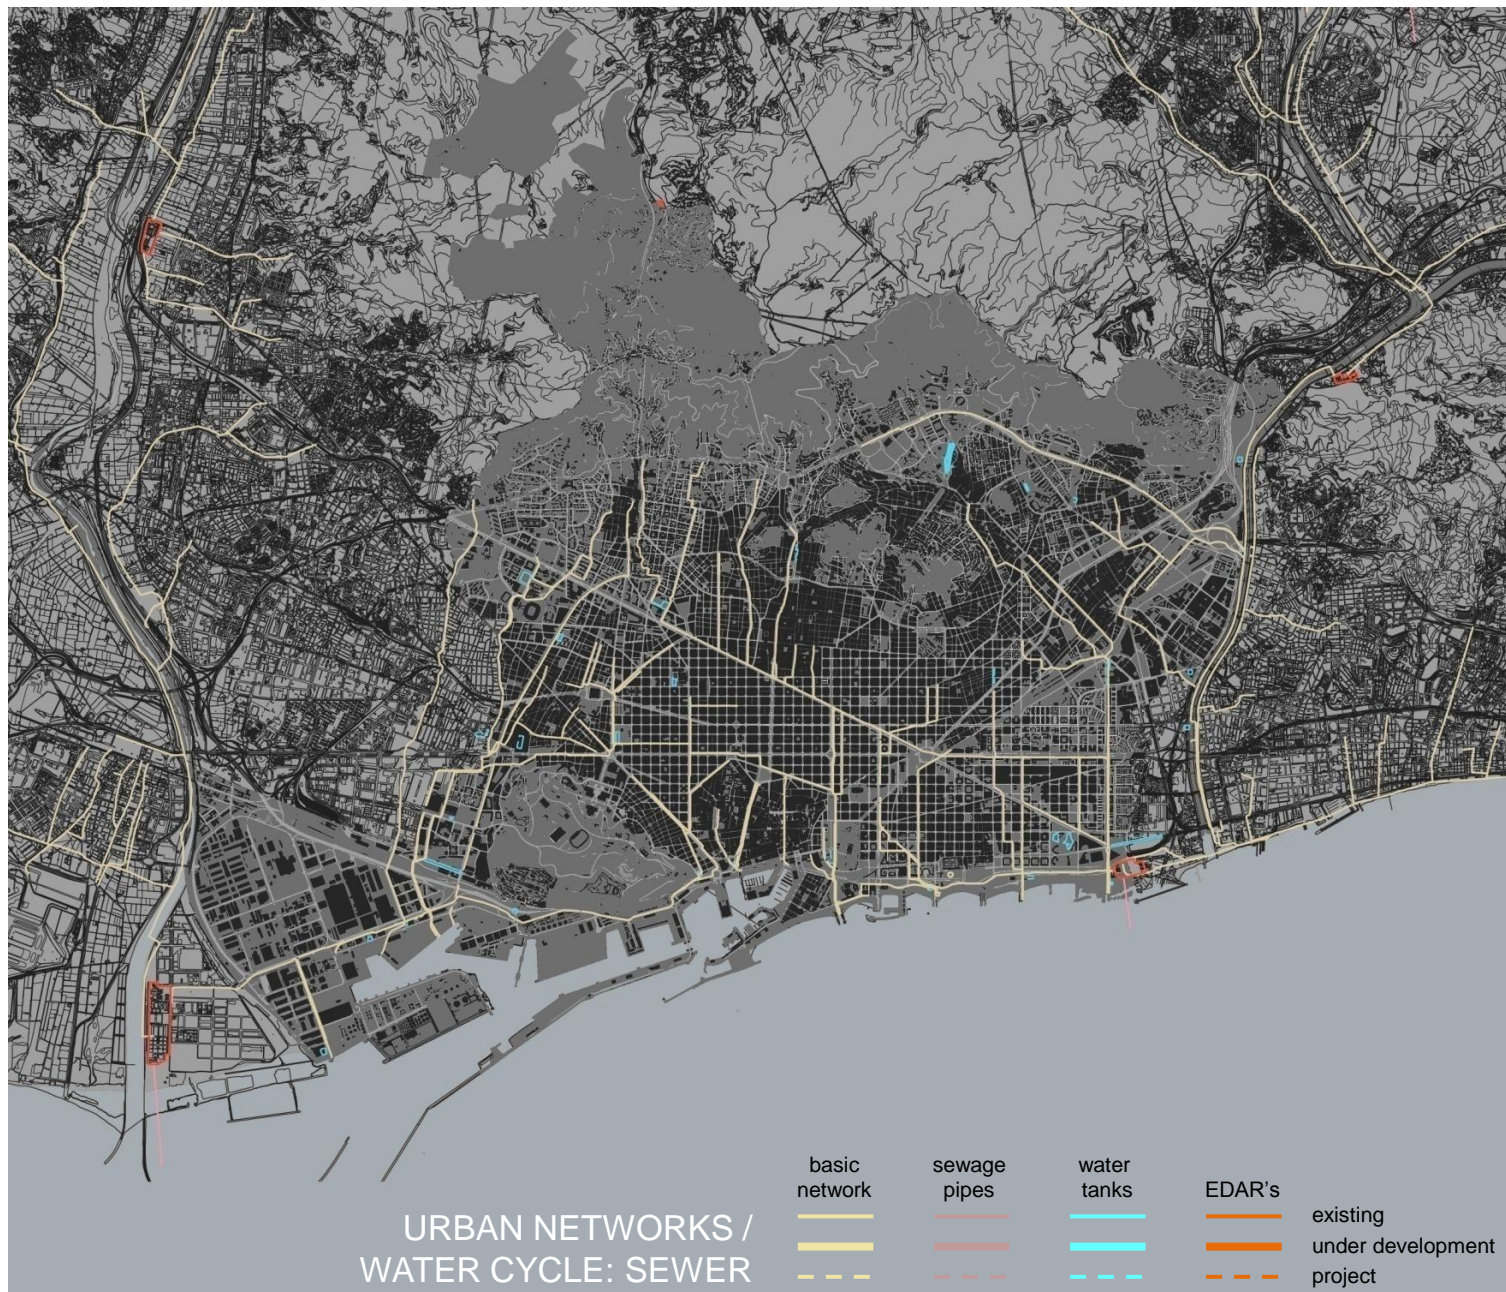 basic
network
sewage
pipes
water
tanks
EDAR's
existing
under development
project
URBAN NETWORKS /
WATER CYCLE: SEWER